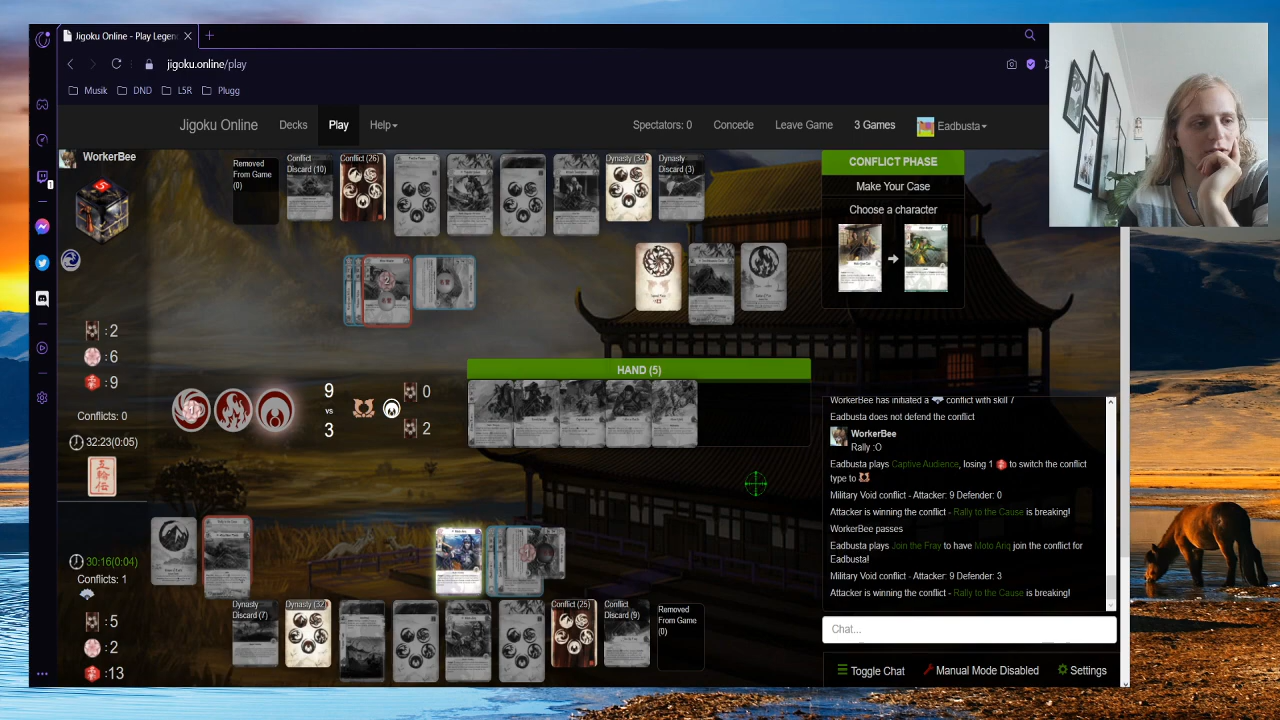 Jigoku Online - Play Legen
jigoku.online/play
Musik
DND
L5R
Plugg
Jigoku Online
Decks
Play
Help
Spectators: 0
Concede
Leave Game
3 Games
Eadbusta
WorkerBee
Removed
From Game
(0)
Conflict
Discard (10)
Conflict (26)
Dynasty (34)
Dynasty
Discard (3)
CONFLICT PHASE
Make Your Case
Choose a character
:2
:6
:9
Conflicts: 0
32:23(0:05)
五輪伝
9
vs
3
0
2
HAND (5)
WorkerBee has initiated a conflict with skill 7
Eadbusta does not defend the conflict
WorkerBee
Rally :O
Eadbusta plays Captive Audience, losing 1 to switch the conflict
type to
Military Void conflict - Attacker: 9 Defender: 0
Attacker is winning the conflict - Rally to the Cause is breaking!
WorkerBee passes
Eadbusta plays Join the Fray to have Moto Ariq join the conflict for
Eadbusta!
Military Void conflict - Attacker: 9 Defender: 3
Attacker is winning the conflict - Rally to the Cause is breaking!
Chat...
Toggle Chat
Manual Mode Disabled
Settings
30:16(0:04)
Conflicts: 1
:5
:2
:13
Dynasty
Discard (7)
Dynasty (32)
Conflict (25)
Conflict
Discard (9)
Removed
From Game
(0)